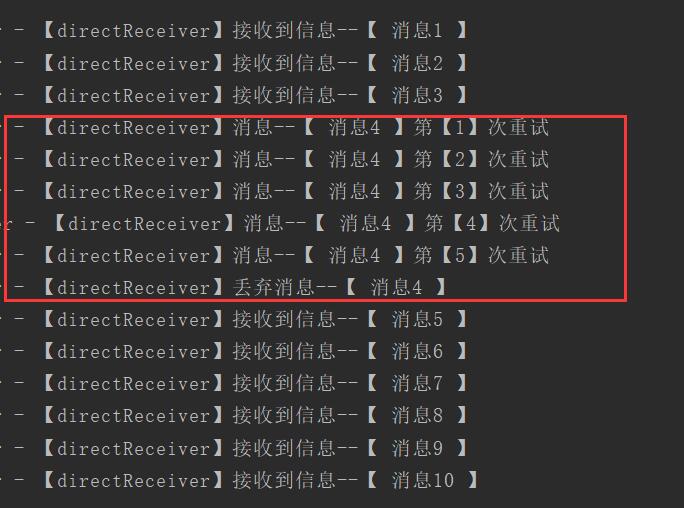 - 【directReceiver】接收到信息--【 消息1 】
- 【directReceiver】接收到信息--【 消息2 】
- 【directReceiver】接收到信息--【 消息3 】
- 【directReceiver】消息--【 消息4 】第【1】次重试
- 【directReceiver】消息--【 消息4 】第【2】次重试
- 【directReceiver】消息--【 消息4 】第【3】次重试
er - 【directReceiver】消息--【 消息4 】第【4】次重试
- 【directReceiver】消息--【 消息4 】第【5】次重试
- 【directReceiver】丢弃消息--【 消息4 】
- 【directReceiver】接收到信息--【 消息5 】
- 【directReceiver】接收到信息--【 消息6 】
- 【directReceiver】接收到信息--【 消息7 】
- 【directReceiver】接收到信息--【 消息8 】
- 【directReceiver】接收到信息--【 消息9 】
- 【directReceiver】接收到信息--【 消息10 】